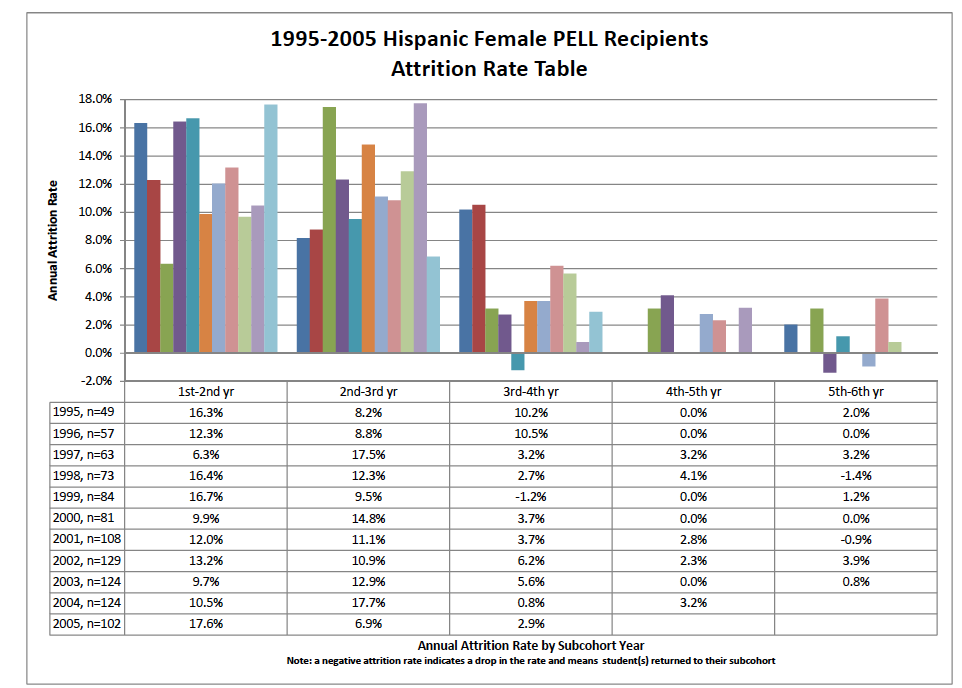 1995-2005 Hispanic Female PELL Recipients
Attrition Rate Table
Annual Attrition Rate
18.0%
16.0%
14.0%
12.0%
10.0%
8.0%
6.0%
4.0%
2.0%
0.0%
-2.0%
1st-2nd yr 2nd-3rd yr 3rd-4th yr 4th-5th yr 5th-6th yr
1995, n=49 16.3% 8.2% 10.2% 0.0% 2.0%
1996, n=57 12.3% 8.8% 10.5% 0.0% 0.0%
1997, n=63 6.3% 17.5% 3.2% 3.2% 3.2%
1998, n=73 16.4% 12.3% 2.7% 4.1% -1.4%
1999, n=84 16.7% 9.5% -1.2% 0.0% 1.2%
2000, n=81 9.9% 14.8% 3.7% 0.0% 0.0%
2001, n=108 12.0% 11.1% 3.7% 2.8% -0.9%
2002, n=129 13.2% 10.9% 6.2% 2.3% 3.9%
2003, n=124 9.7% 12.9% 5.6% 0.0% 0.8%
2004, n=124 10.5% 17.7% 0.8% 3.2%
2005, n=102 17.6% 6.9% 2.9%
Annual Attrition Rate by Subcohort Year
Note: a negative attrition rate indicates a drop in the rate and means student(s) returned to their subcohort